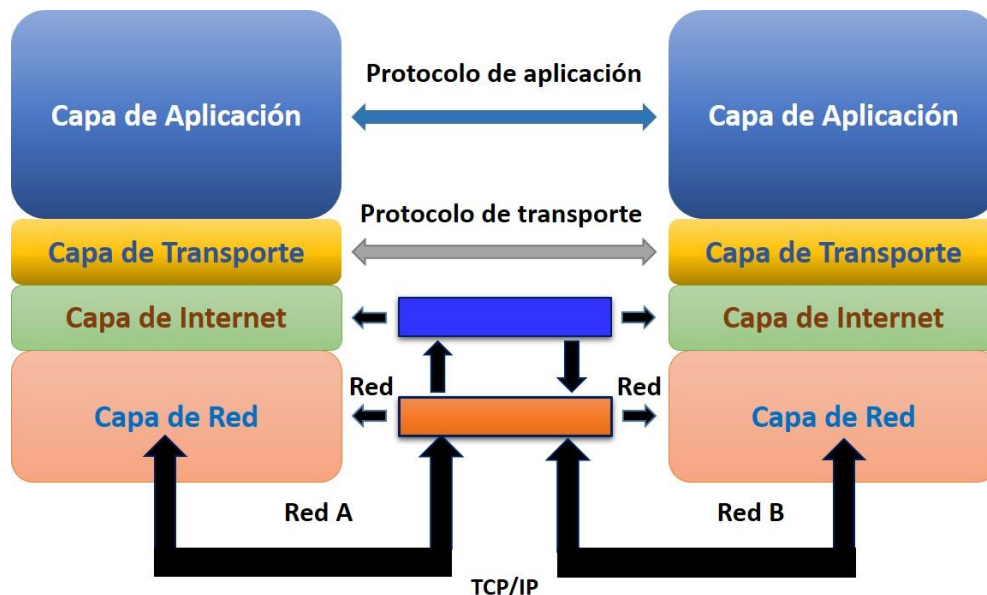 Capa de Aplicación
Protocolo de aplicación
Capa de Aplicación
Capa de Transporte
Protocolo de transporte
Capa de Transporte
Capa de Internet
Capa de Internet
Capa de Red
Red
Red
Capa de Red
Red A
Red B
TCP/IP